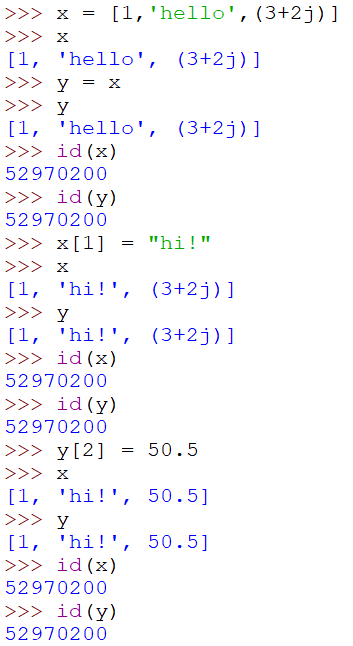 >>> x = [1,'hello',(3+2j)]
>>> x
[1, 'hello', (3+2j)]
>>> y = x
>>> y
[1, 'hello', (3+2j)]
>>> id(x)
52970200
>>> id(y)
52970200
>>> x[1] = "hi!"
>>> x
[1, 'hi!', (3+2j)]
>>> y
[1, 'hi!', (3+2j)]
>>> id(x)
52970200
>>> id(y)
52970200
>>> y[2] = 50.5
>>> x
[1, 'hi!', 50.5]
>>> y
[1, 'hi!', 50.5]
>>> id(x)
52970200
>>> id(y)
52970200